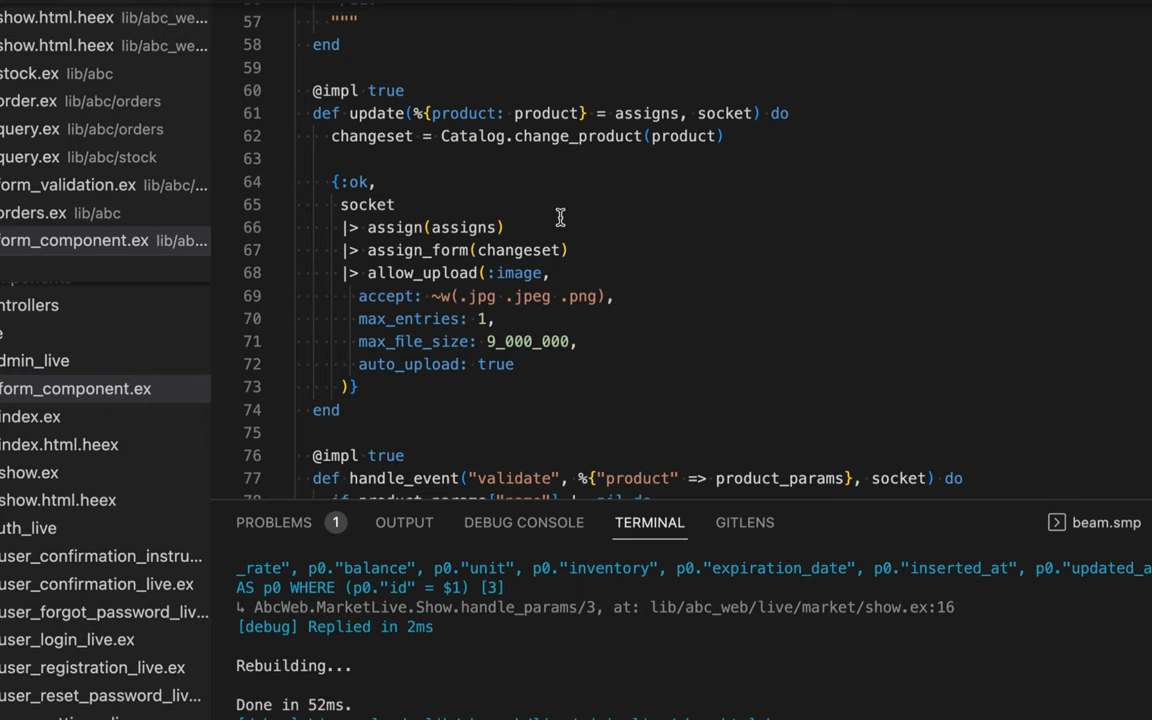 show.html.heex lib/abc_we...
show.html.heex lib/abc_we...
stock.ex lib/abc
order.ex lib/abc/orders
query.ex lib/abc/orders
query.ex lib/abc/stock
form_validation.ex lib/abc/...
orders.ex lib/abc
form_component.ex lib/ab...
ntrollers
e
dmin_live
form_component.ex
index.ex
index.html.heex
show.ex
show.html.heex
uth_live
user_confirmation_instru...
user_confirmation_live.ex
user_forgot_password_liv...
user_login_live.ex
user_registration_live.ex
user_reset_password_liv...
57 """
58 end
59
60 @impl true
61 def update(%{product: product} = assigns, socket) do
62 changeset = Catalog.change_product(product)
63
64 {:ok,
65 socket
66 |> assign(assigns)
67 |> assign_form(changeset)
68 |> allow_upload(:image,
69 accept: ~w(.jpg .jpeg .png),
70 max_entries: 1,
71 max_file_size: 9_000_000,
72 auto_upload: true
73 )}
74 end
75
76 @impl true
77 def handle_event("validate", %{"product" => product_params}, socket) do
PROBLEMS 1 OUTPUT DEBUG CONSOLE TERMINAL GITLENS beam.smp
_rate", p0."balance", p0."unit", p0."inventory", p0."expiration_date", p0."inserted_at", p0."updated_a
AS p0 WHERE (p0."id" = $1) [3]
↳ AbcWeb.MarketLive.Show.handle_params/3, at: lib/abc_web/live/market/show.ex:16
[debug] Replied in 2ms
Rebuilding...
Done in 52ms.